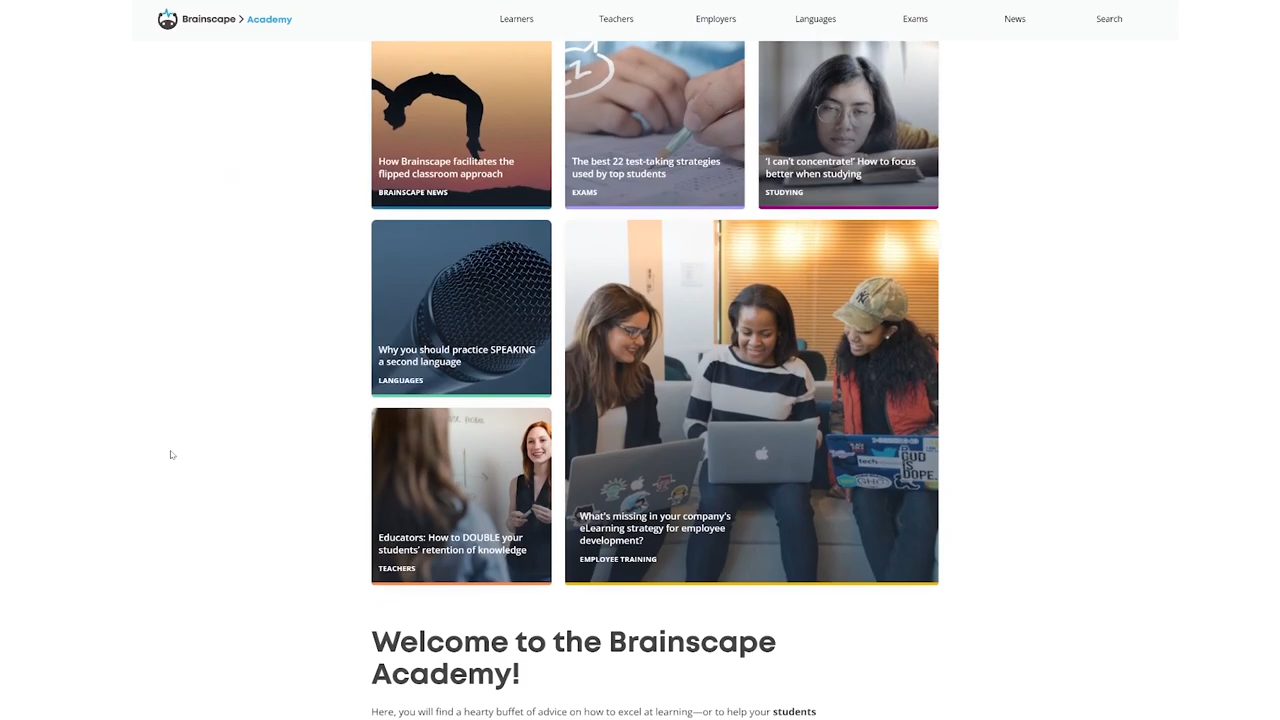 Brainscape > Academy
Learners
Teachers
Employers
Languages
Exams
News
Search
How Brainscape facilitates the
flipped classroom approach
BRAINSCAPE NEWS
The best 22 test-taking strategies
used by top students
EXAMS
'I can't concentrate!' How to focus
better when studying
STUDYING
Why you should practice SPEAKING
a second language
LANGUAGES
What's missing in your company's
eLearning strategy for employee
development?
EMPLOYEE TRAINING
Educators: How to DOUBLE your
students' retention of knowledge
TEACHERS
Welcome to the Brainscape
Academy!
Here, you will find a hearty buffet of advice on how to excel at learning—or to help your students